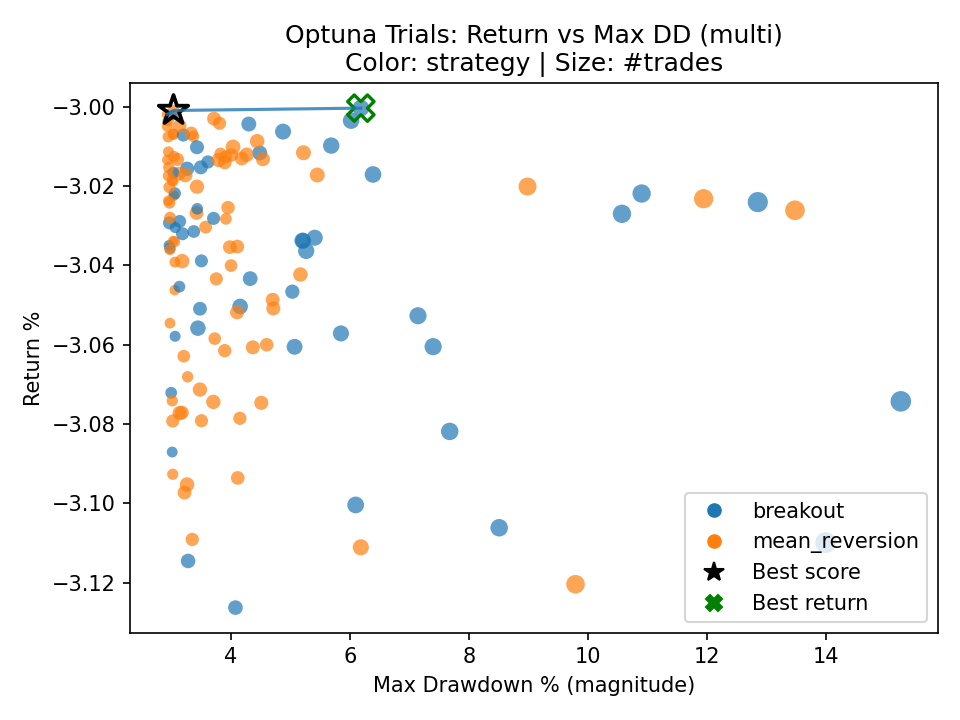 Optuna Trials: Return vs Max DD (multi)
Color: strategy | Size: #trades
−3.00
−3.02
−3.04
−3.06
−3.08
−3.10
−3.12
Return %
4
6
8
10
12
14
Max Drawdown % (magnitude)
breakout
mean_reversion
Best score
Best return